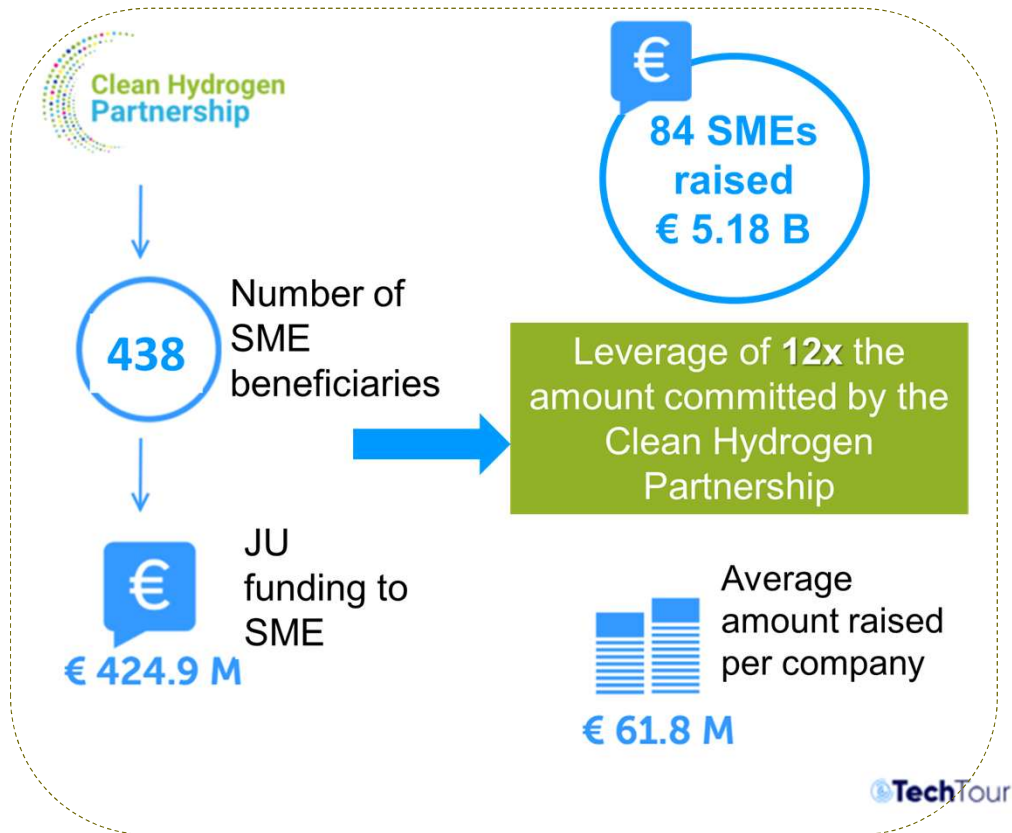 Clean Hydrogen
Partnership
438
Number of
SME
beneficiaries
€
€ 424.9 M
JU
funding to
SME
€
84 SMEs
raised
€ 5.18 B
Leverage of 12x the
amount committed by the
Clean Hydrogen
Partnership
Average
amount raised
per company
€ 61.8 M
TechTour